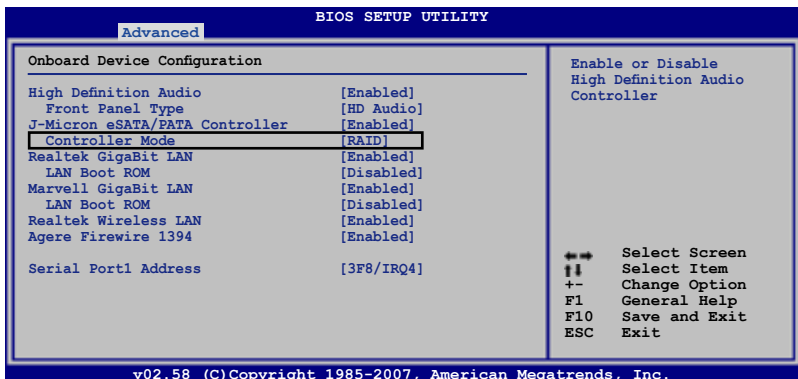 BIOS SETUP UTILITY
Advanced
Onboard Device Configuration
High Definition Audio [Enabled]
Front Panel Type [HD Audio]
J-Micron eSATA/PATA Controller [Enabled]
Controller Mode [RAID]
Realtek GigaBit LAN [Enabled]
LAN Boot ROM [Disabled]
Marvell GigaBit LAN [Enabled]
LAN Boot ROM [Disabled]
Realtek Wireless LAN [Enabled]
Agere Firewire 1394 [Enabled]
Serial Port1 Address [3F8/IRQ4]
Enable or Disable
High Definition Audio
Controller
←→ Select Screen
↑↓ Select Item
+- Change Option
F1 General Help
F10 Save and Exit
ESC Exit
v02.58 (C)Copyright 1985-2007, American Megatrends, Inc.